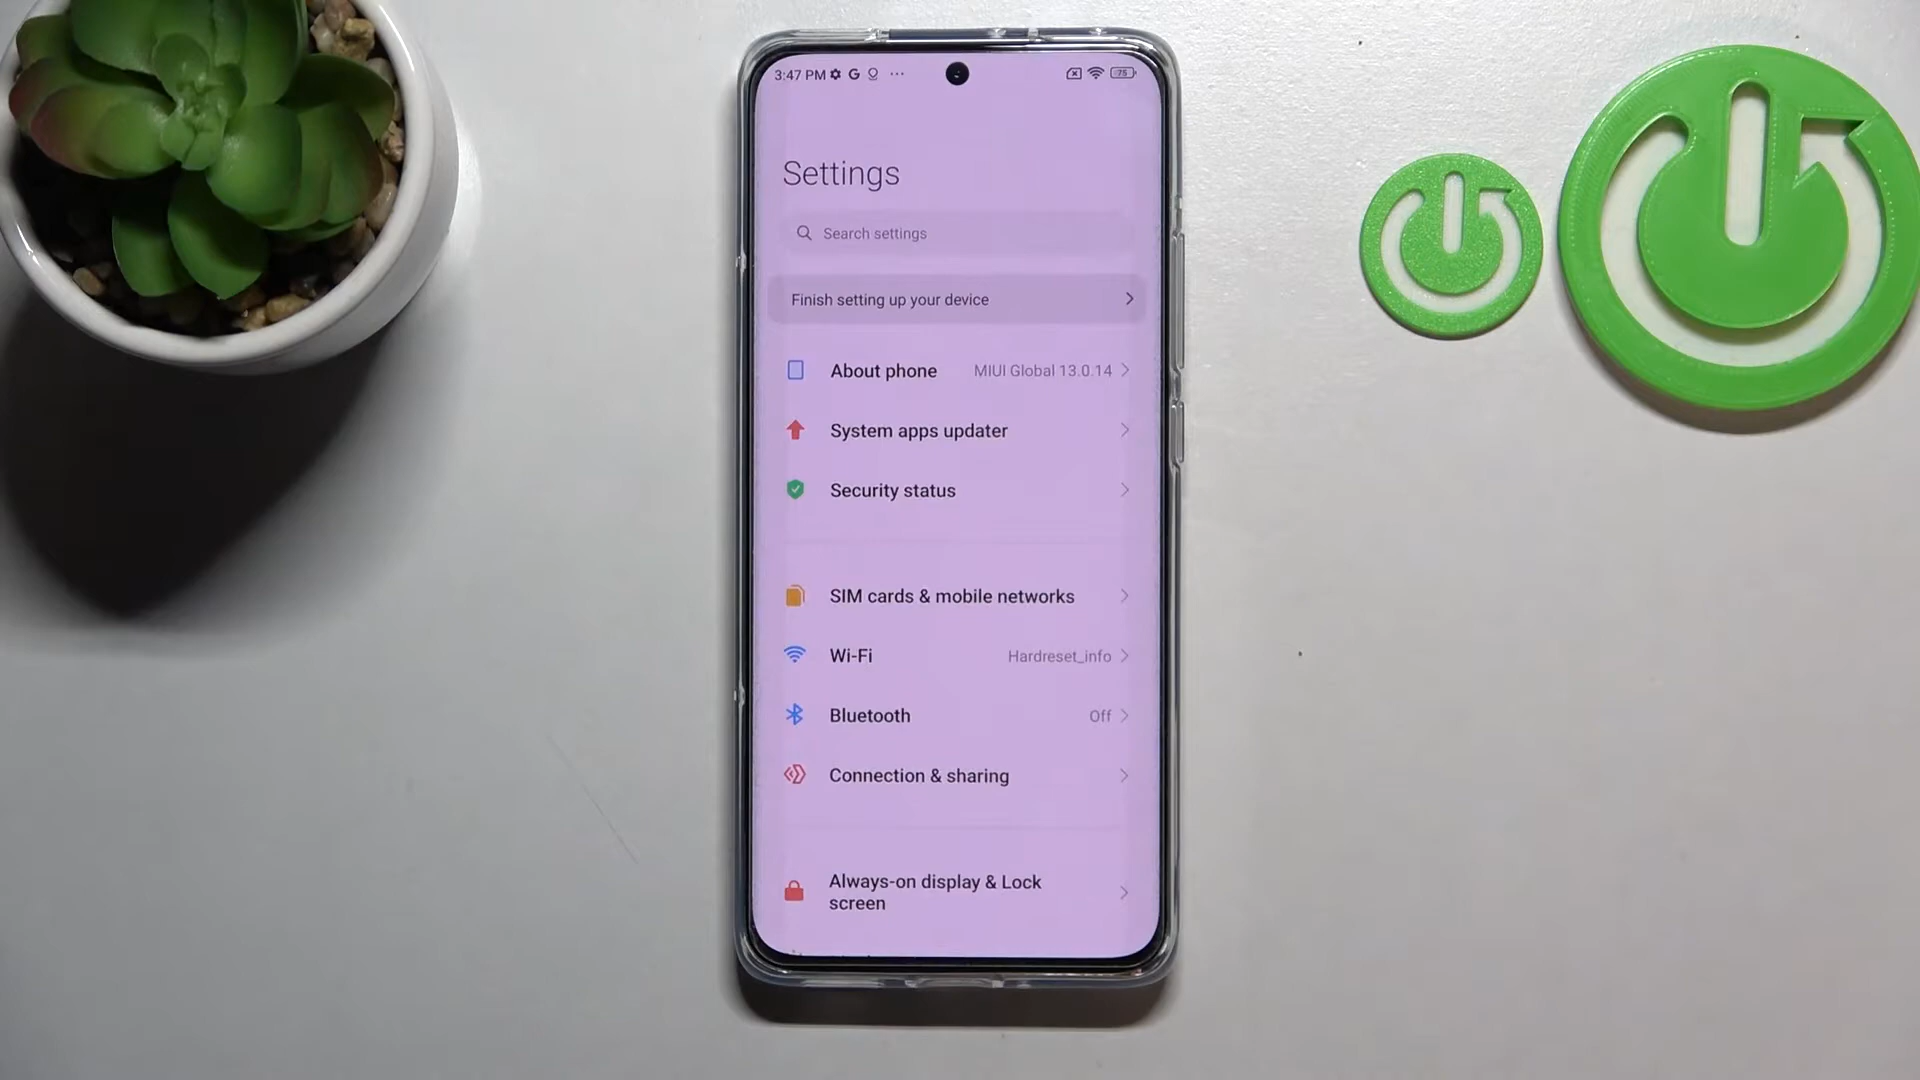 3:47 PM
75
Settings
Search settings
Finish setting up your device
About phone MIUI Global 13.0.14
System apps updater
Security status
SIM cards & mobile networks
Wi-Fi Hardreset_info
Bluetooth Off
Connection & sharing
Always-on display & Lock
screen